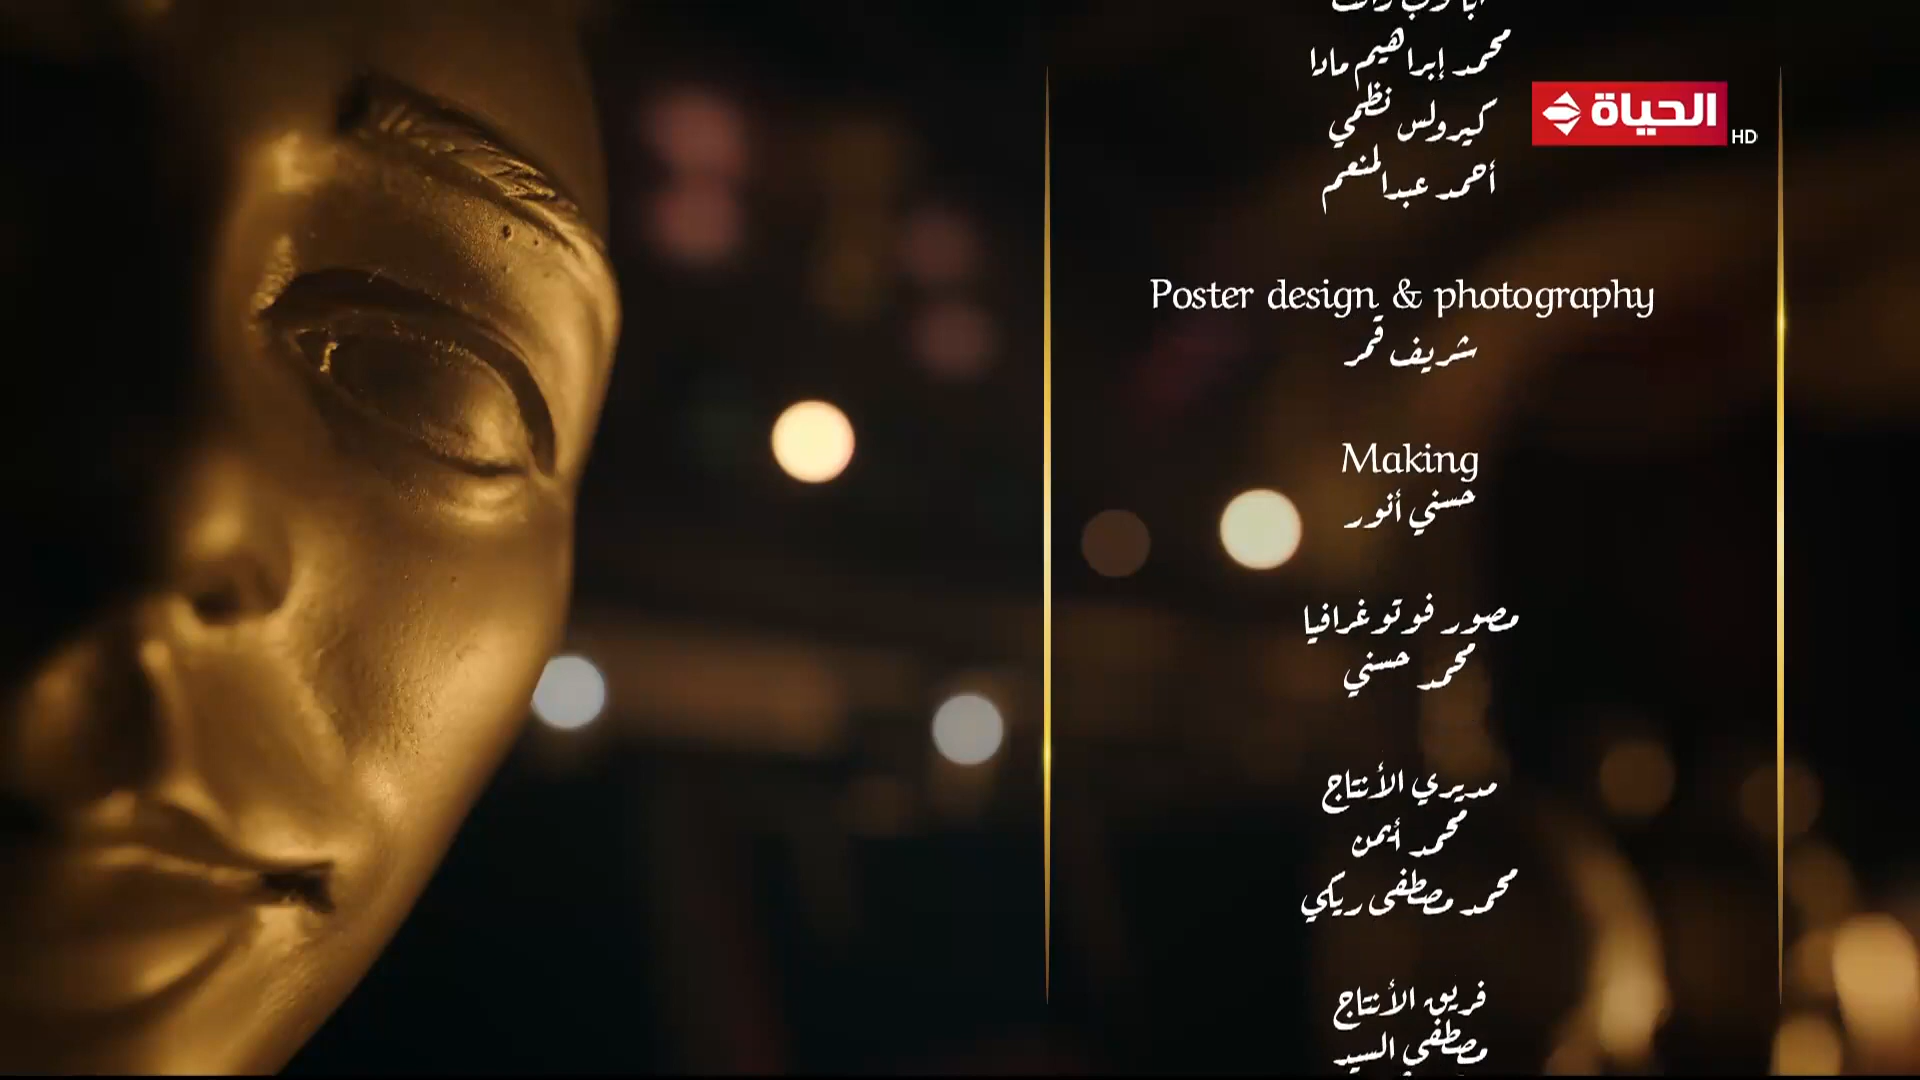 محمد إبراهيم مادا
كيرولس نظمي
أحمد عبدالمنعم
الحياة
HD
Poster design & photography
شريف قمر
Making
حسني أنور
مصور فوتوغرافيا
محمد حسني
مديري الأنتاج
محمد أيمن
محمد مصطفى ريكي
فريق الأنتاج
مصطفي السيد